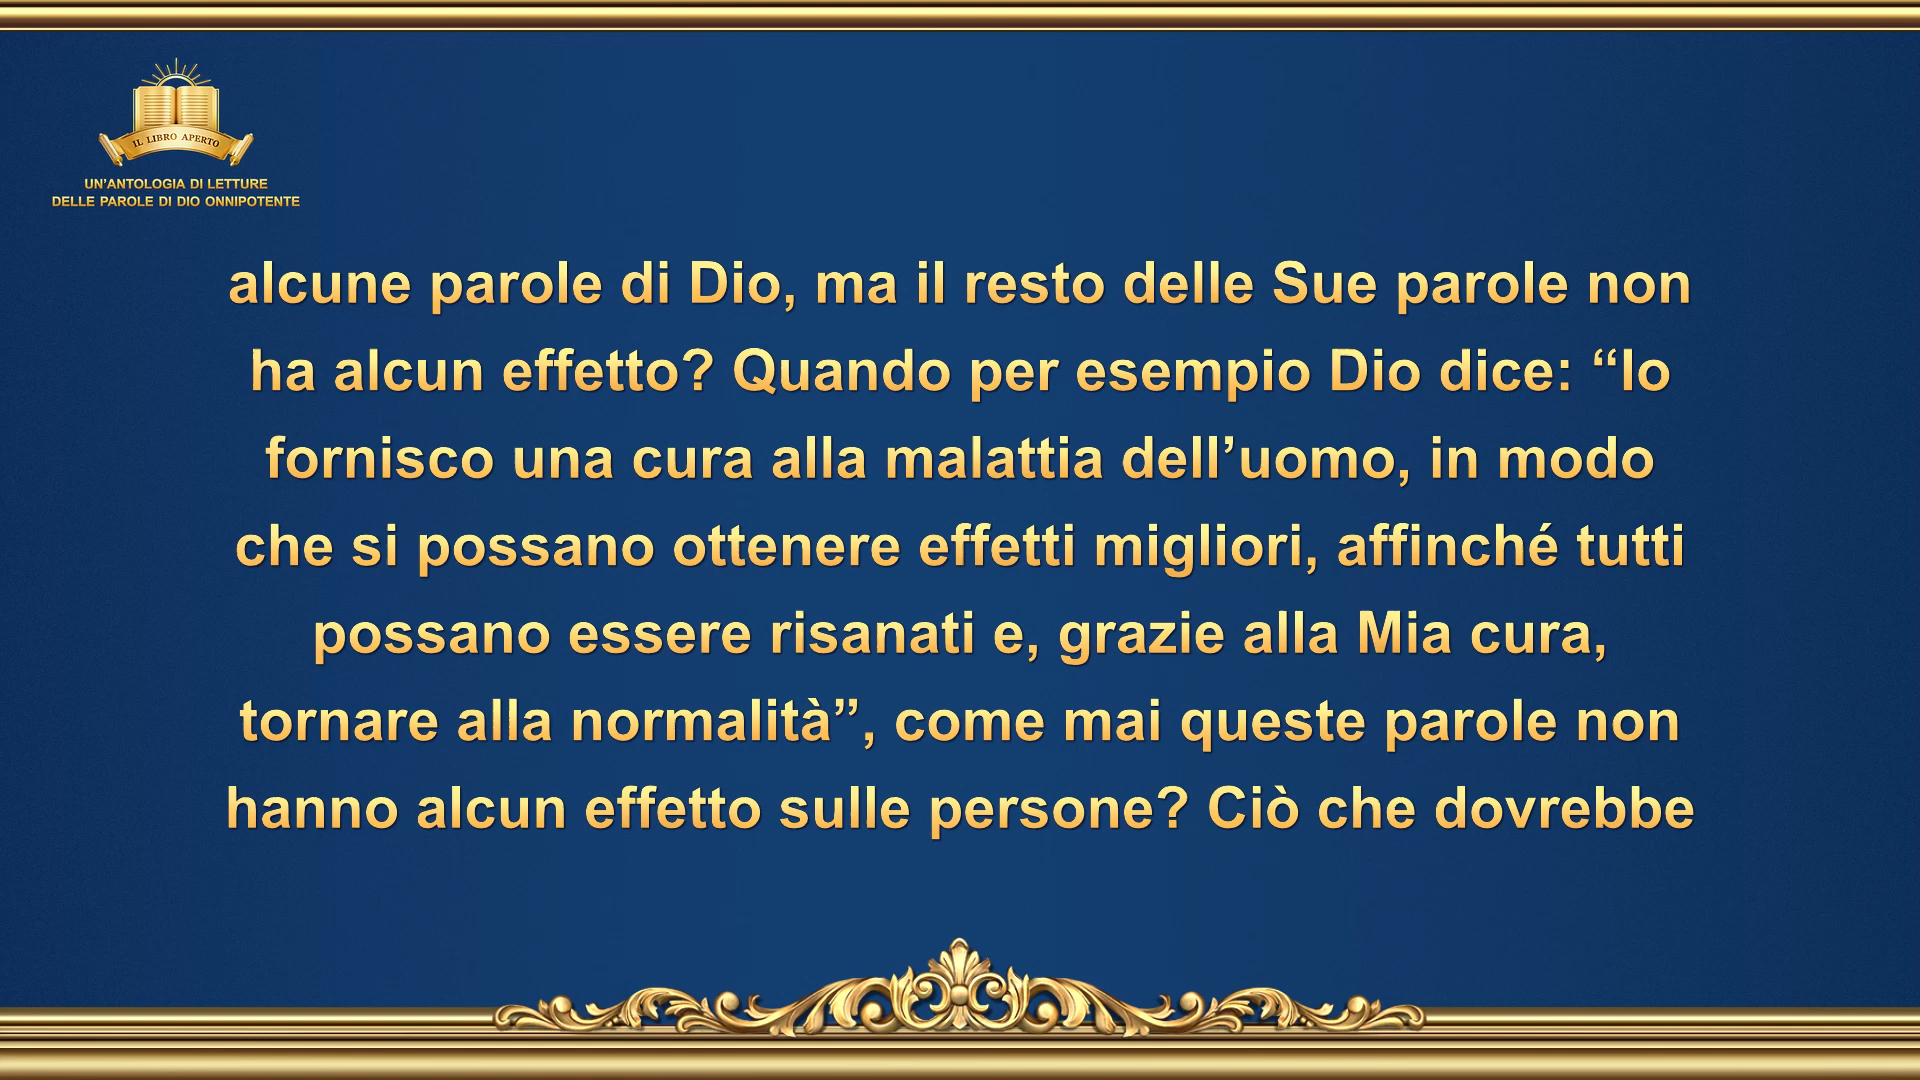 IL LIBRO APERTO
UN’ANTOLOGIA DI LETTURE
DELLE PAROLE DI DIO ONNIPOTENTE
alcune parole di Dio, ma il resto delle Sue parole non
ha alcun effetto? Quando per esempio Dio dice: “Io
fornisco una cura alla malattia dell’uomo, in modo
che si possano ottenere effetti migliori, affinché tutti
possano essere risanati e, grazie alla Mia cura,
tornare alla normalità”, come mai queste parole non
hanno alcun effetto sulle persone? Ciò che dovrebbe